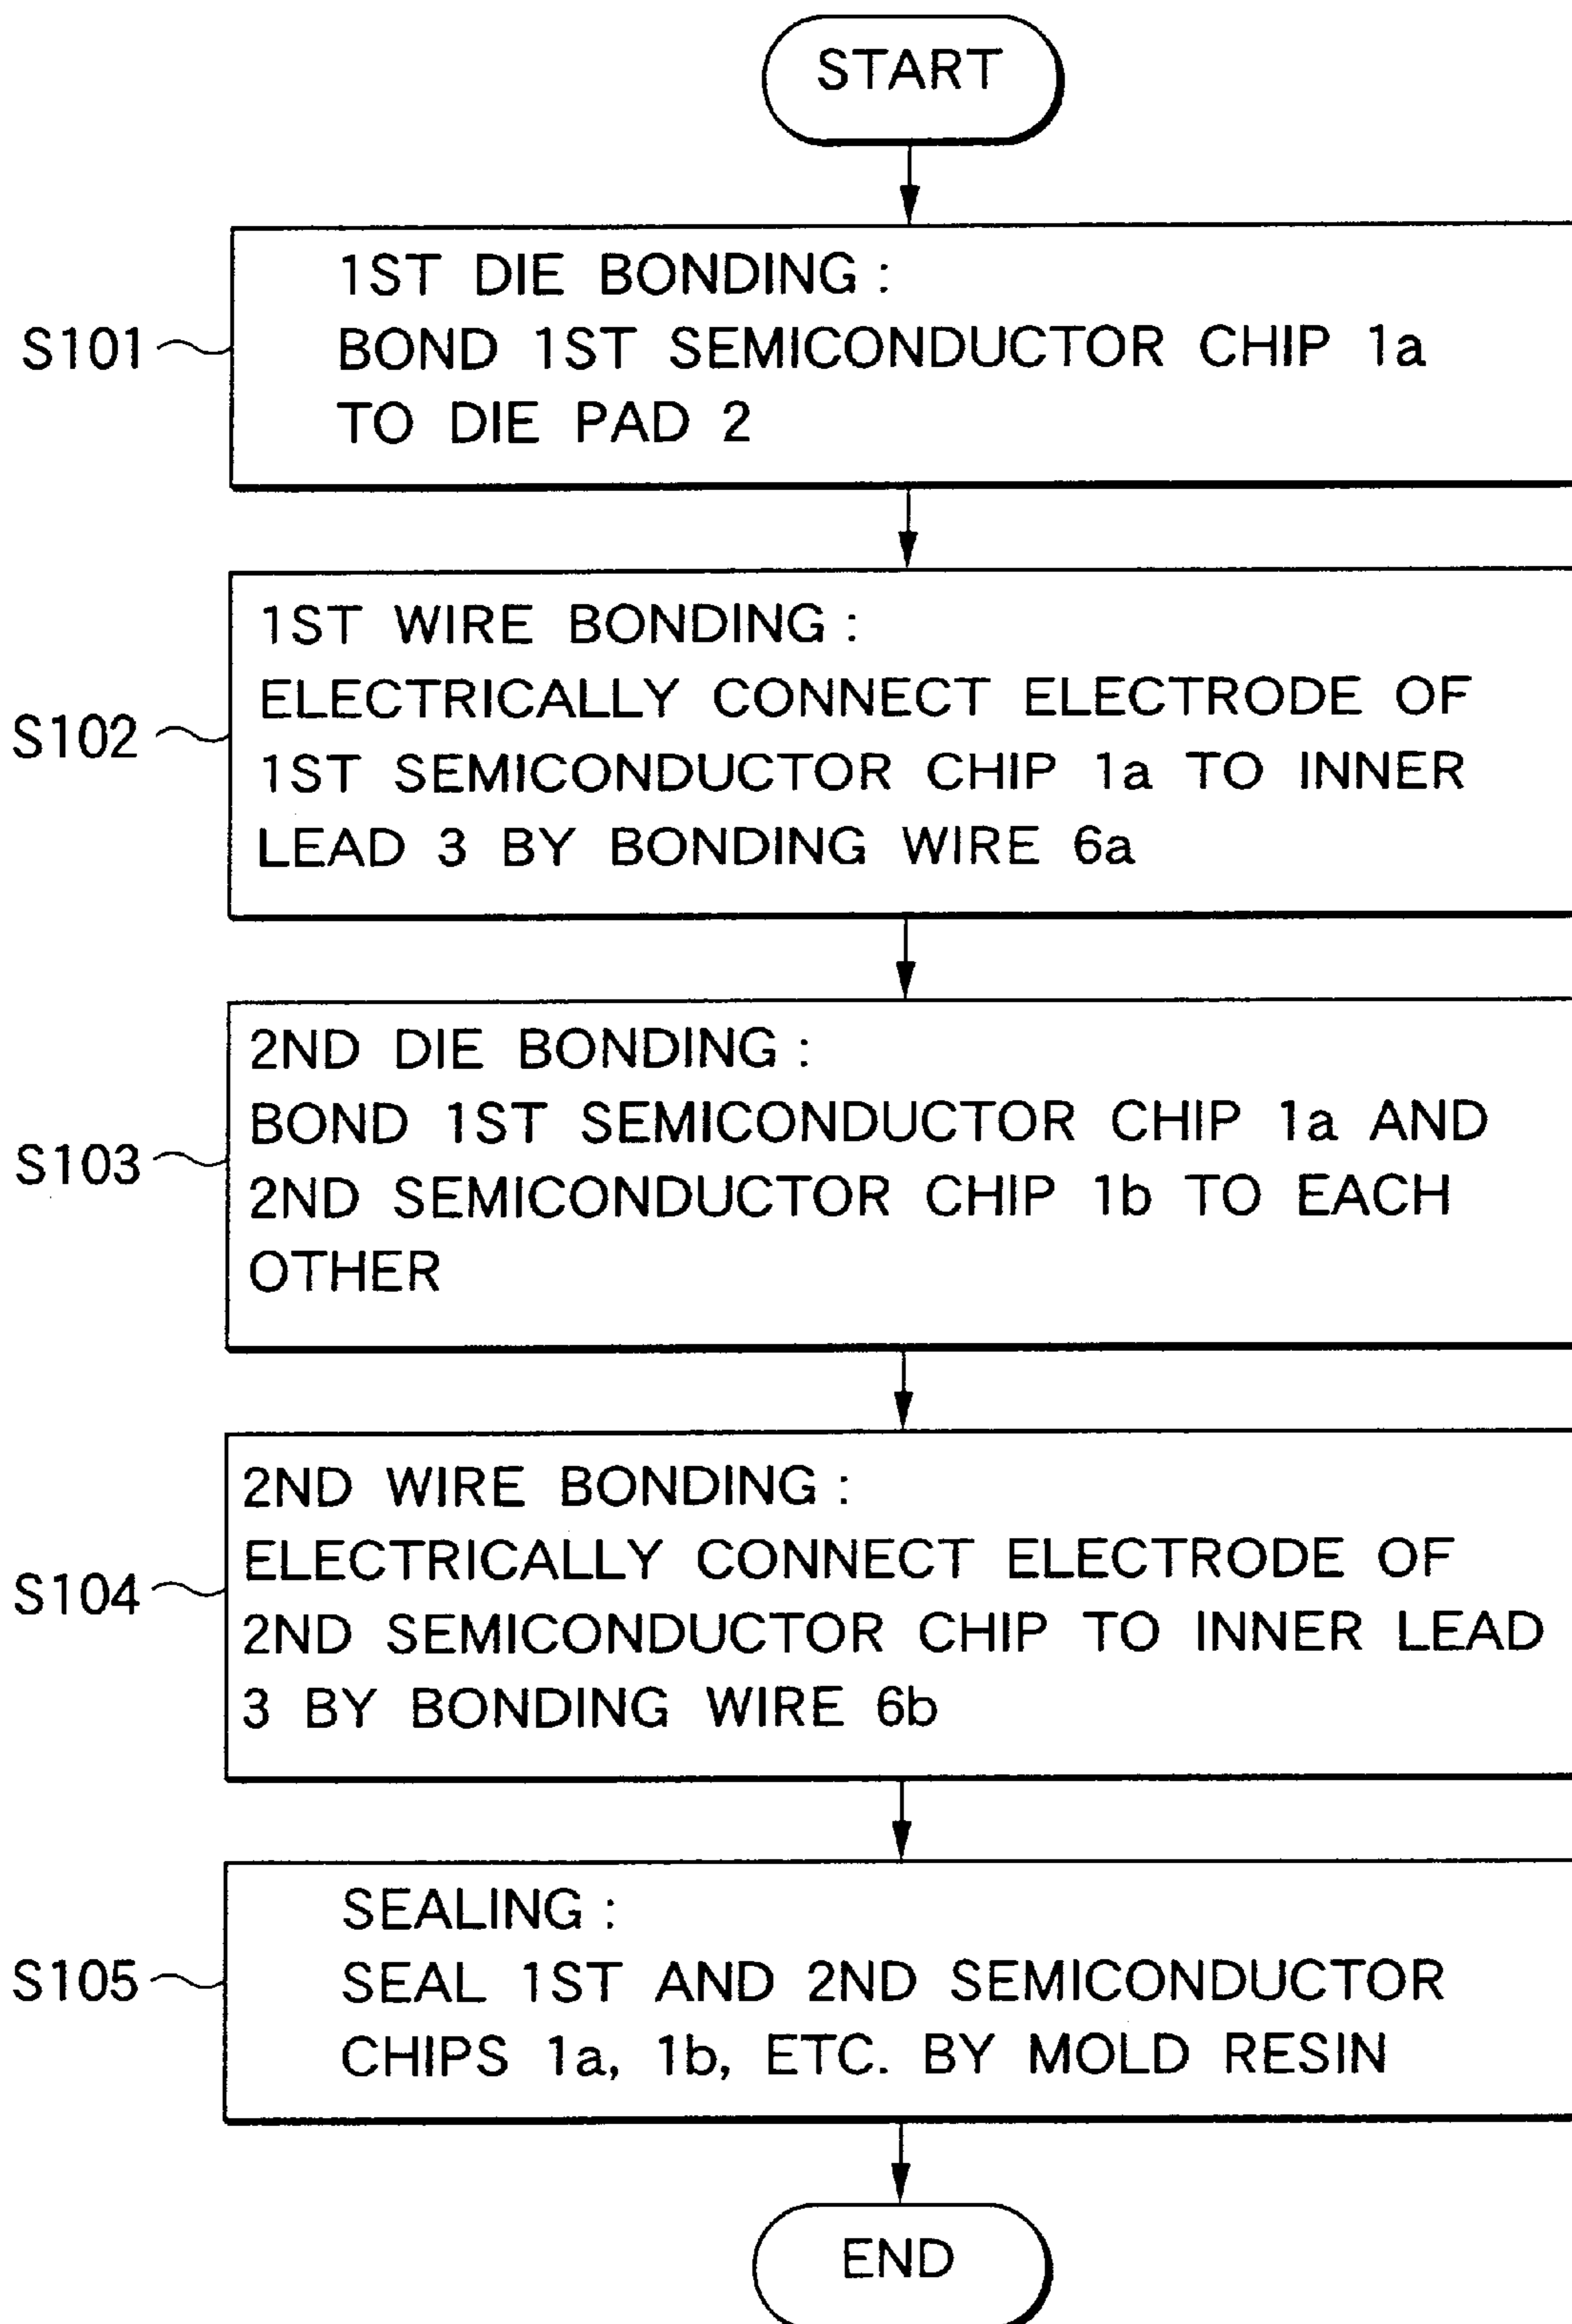 START
1ST DIE BONDING :
BOND 1ST SEMICONDUCTOR CHIP 1a
TO DIE PAD 2
S101
1ST WIRE BONDING :
ELECTRICALLY CONNECT ELECTRODE OF
1ST SEMICONDUCTOR CHIP 1a TO INNER
LEAD 3 BY BONDING WIRE 6a
S102
2ND DIE BONDING :
BOND 1ST SEMICONDUCTOR CHIP 1a AND
2ND SEMICONDUCTOR CHIP 1b TO EACH
OTHER
S103
2ND WIRE BONDING :
ELECTRICALLY CONNECT ELECTRODE OF
2ND SEMICONDUCTOR CHIP TO INNER LEAD
3 BY BONDING WIRE 6b
S104
SEALING :
SEAL 1ST AND 2ND SEMICONDUCTOR
CHIPS 1a, 1b, ETC. BY MOLD RESIN
S105
END